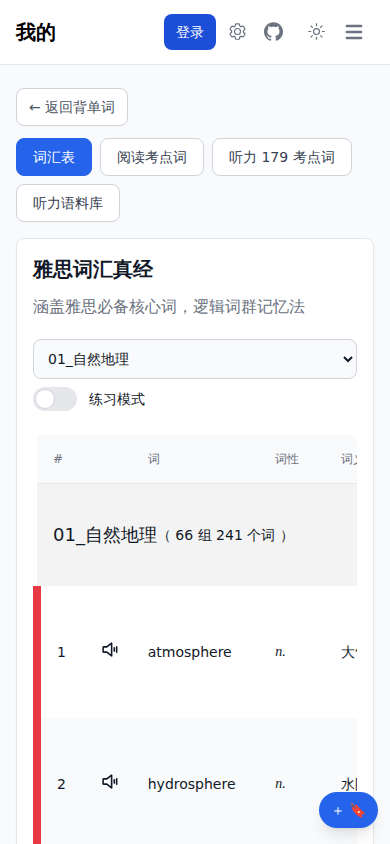 我的 登录
← 返回背单词
词汇表 阅读考点词 听力 179 考点词
听力语料库
雅思词汇真经
涵盖雅思必备核心词，逻辑词群记忆法
01_自然地理
练习模式
# 词 词性 词
01_自然地理（ 66 组 241 个词 ）
1 atmosphere n. 大
2 hydrosphere n. 水
+